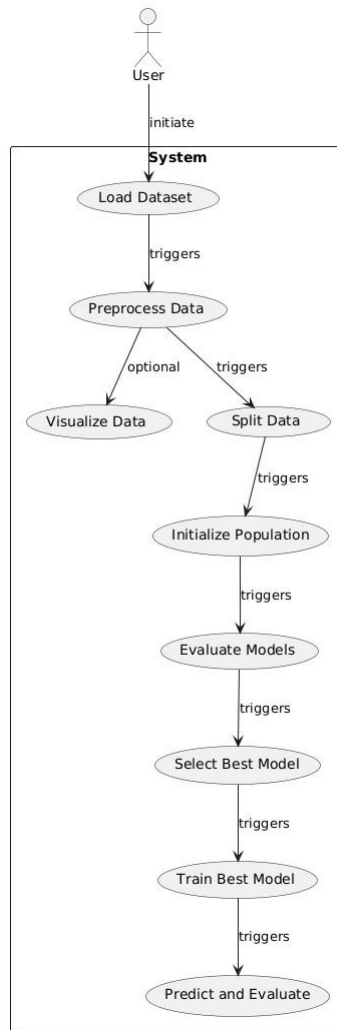 User
initiate
System
Load Dataset
triggers
Preprocess Data
optional
triggers
Visualize Data
Split Data
triggers
Initialize Population
triggers
Evaluate Models
triggers
Select Best Model
triggers
Train Best Model
triggers
Predict and Evaluate